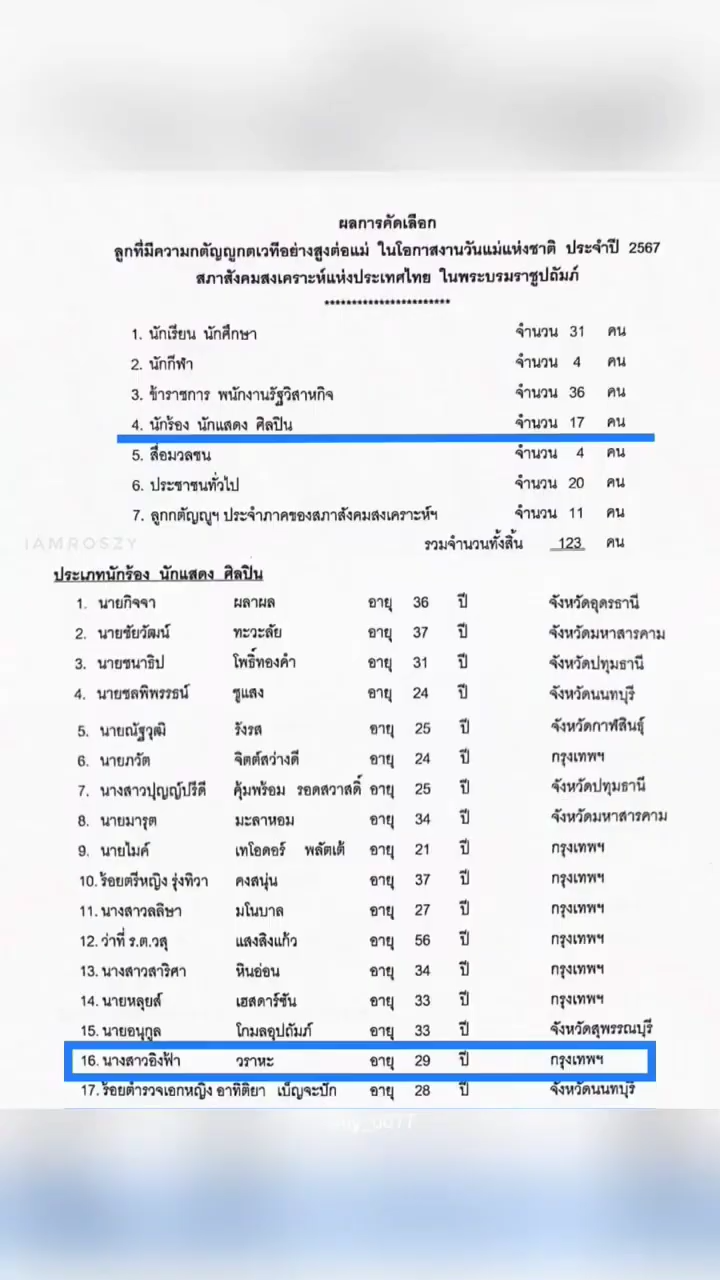 ผลการคัดเลือก
ลูกที่มีความกตัญญูกตเวทีอย่างสูงต่อแม่ ในโอกาสงานวันแม่แห่งชาติ ประจำปี 2567
สภาสังคมสงเคราะห์แห่งประเทศไทย ในพระบรมราชูปถัมภ์
***********************
1. นักเรียน นักศึกษา จำนวน 31 คน
2. นักกีฬา จำนวน 4 คน
3. ข้าราชการ พนักงานรัฐวิสาหกิจ จำนวน 36 คน
4. นักร้อง นักแสดง ศิลปิน จำนวน 17 คน
5. สื่อมวลชน จำนวน 4 คน
6. ประชาชนทั่วไป จำนวน 20 คน
7. ลูกกตัญญูฯ ประจำภาคของสภาสังคมสงเคราะห์ฯ จำนวน 11 คน
IAMROSZY
รวมจำนวนทั้งสิ้น 123 คน
ประเภทนักร้อง นักแสดง ศิลปิน
1. นายกิจจา ผลาผล อายุ 36 ปี จังหวัดอุดรธานี
2. นายชัยวัฒน์ ทะวะลัย อายุ 37 ปี จังหวัดมหาสารคาม
3. นายชนาธิป โพธิ์ทองคำ อายุ 31 ปี จังหวัดปทุมธานี
4. นายชลพิพรรธน์ ชูแสง อายุ 24 ปี จังหวัดนนทบุรี
5. นายณัฐวุฒิ รังรส อายุ 25 ปี จังหวัดกาฬสินธุ์
6. นายภวัต จิตต์สว่างดี อายุ 24 ปี กรุงเทพฯ
7. นางสาวปุญญ์ปรีดี คุ้มพร้อม รอดสวาสดิ์ อายุ 25 ปี จังหวัดปทุมธานี
8. นายมารุต มะลาหอม อายุ 34 ปี จังหวัดมหาสารคาม
9. นายไมค์ เทโอดอร์ พลัตเต้ อายุ 21 ปี กรุงเทพฯ
10. ร้อยตรีหญิง รุ่งทิวา คงสนุ่น อายุ 37 ปี กรุงเทพฯ
11. นางสาวลลิษา มโนบาล อายุ 27 ปี กรุงเทพฯ
12. ว่าที่ ร.ต.วสุ แสงสิงแก้ว อายุ 56 ปี กรุงเทพฯ
13. นางสาวสาริศา หินอ่อน อายุ 34 ปี กรุงเทพฯ
14. นายหลุยส์ เฮสดาร์ซัน อายุ 33 ปี กรุงเทพฯ
15. นายอนุกูล โกมลอุปถัมภ์ อายุ 33 ปี จังหวัดสุพรรณบุรี
16. นางสาวอิงฟ้า วราหะ อายุ 29 ปี กรุงเทพฯ
17. ร้อยตำรวจเอกหญิง อาทิติยา เบ็ญจะปัก อายุ 28 ปี จังหวัดนนทบุรี